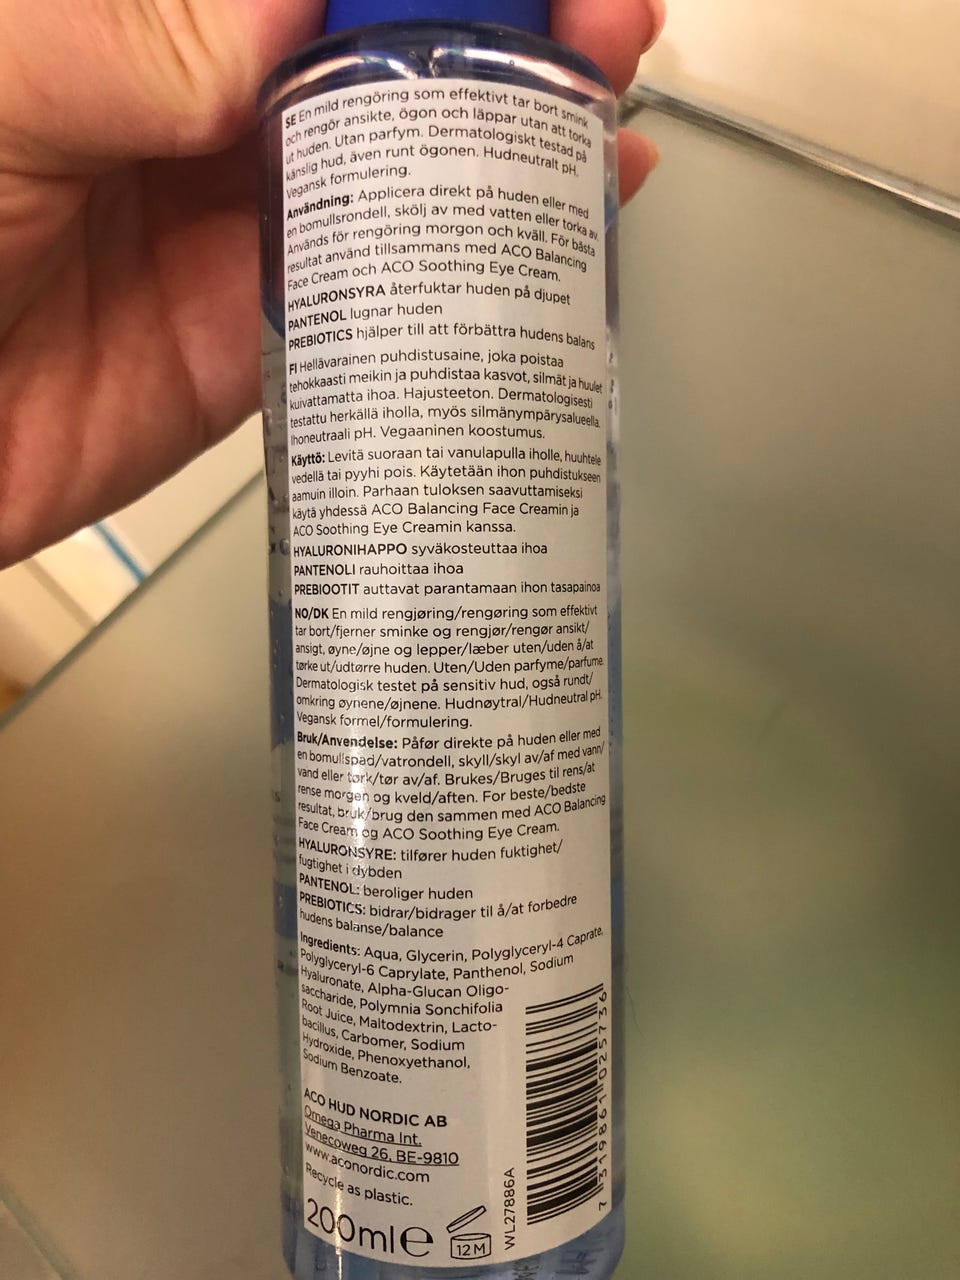 SE En mild rengöring som effektivt tar bort smink
och rengör ansikte, ögon och läppar utan att torka
ut huden. Utan parfym. Dermatologiskt testad på
känslig hud, även runt ögonen. Hudneutralt pH.
Vegansk formulering.
Användning: Applicera direkt på huden eller med
en bomullsrondell, skölj av med vatten eller torka av.
Används för rengöring morgon och kväll. För bästa
resultat använd tillsammans med ACO Balancing
Face Cream och ACO Soothing Eye Cream.
HYALURONSYRA återfuktar huden på djupet
PANTENOL lugnar huden
PREBIOTICS hjälper till att förbättra hudens balans
FI Hellävarainen puhdistusaine, joka poistaa
tehokkaasti meikin ja puhdistaa kasvot, silmät ja huulet
kuivattamatta ihoa. Hajusteeton. Dermatologisesti
testattu herkällä iholla, myös silmänympärysalueella.
Ihoneutraali pH. Vegaaninen koostumus.
Käyttö: Levitä suoraan tai vanulapulla iholle, huuhtele
vedellä tai pyyhi pois. Käytetään ihon puhdistukseen
aamuin illoin. Parhaan tuloksen saavuttamiseksi
käytä yhdessä ACO Balancing Face Creamin ja
ACO Soothing Eye Creamin kanssa.
HYALURONIHAPPO syväkosteuttaa ihoa
PANTENOLI rauhoittaa ihoa
PREBIOOTIT auttavat parantamaan ihon tasapainoa
NO/DK En mild rengjøring/rengøring som effektivt
tar bort/fjerner sminke og rengjør/rengør ansikt/
ansigt, øyne/øjne og lepper/læber uten/uden å/at
tørke ut/udtørre huden. Uten/Uden parfyme/parfume.
Dermatologisk testet på sensitiv hud, også rundt/
omkring øynene/øjnene. Hudnøytral/Hudneutral pH.
Vegansk formel/formulering.
Bruk/Anvendelse: Påfør direkte på huden eller med
en bomullspad/vatrondell, skyll/skyl av/af med vann/
vand eller tørk/tør av/af. Brukes/Bruges til rens/at
rense morgen og kveld/aften. For beste/bedste
resultat, bruk/brug den sammen med ACO Balancing
Face Cream og ACO Soothing Eye Cream.
HYALURONSYRE: tilfører huden fuktighet/
fugtighet i dybden
PANTENOL: beroliger huden
PREBIOTICS: bidrar/bidrager til å/at forbedre
hudens balanse/balance
Ingredients: Aqua, Glycerin, Polyglyceryl-4 Caprate,
Polyglyceryl-6 Caprylate, Panthenol, Sodium
Hyaluronate, Alpha-Glucan Oligo-
saccharide, Polymnia Sonchifolia
Root Juice, Maltodextrin, Lacto-
bacillus, Carbomer, Sodium
Hydroxide, Phenoxyethanol,
Sodium Benzoate.
ACO HUD NORDIC AB
Omega Pharma Int.
Venecoweg 26, BE-9810
www.aconordic.com
Recycle as plastic.
200ml e
12 M
WL27886A
7 319861 025736